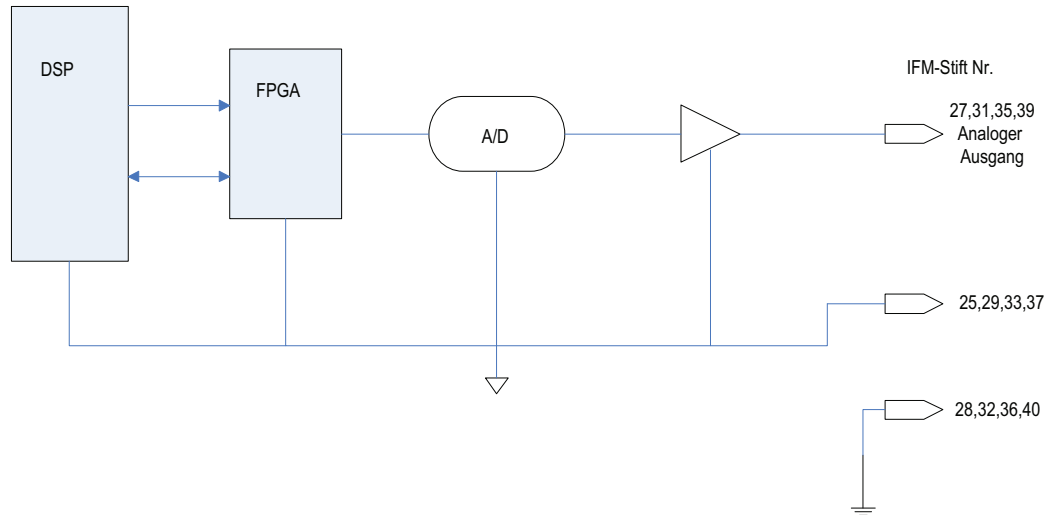 DSP
FPGA
A/D
IFM-Stift Nr.
27,31,35,39
Analoger
Ausgang
25,29,33,37
28,32,36,40